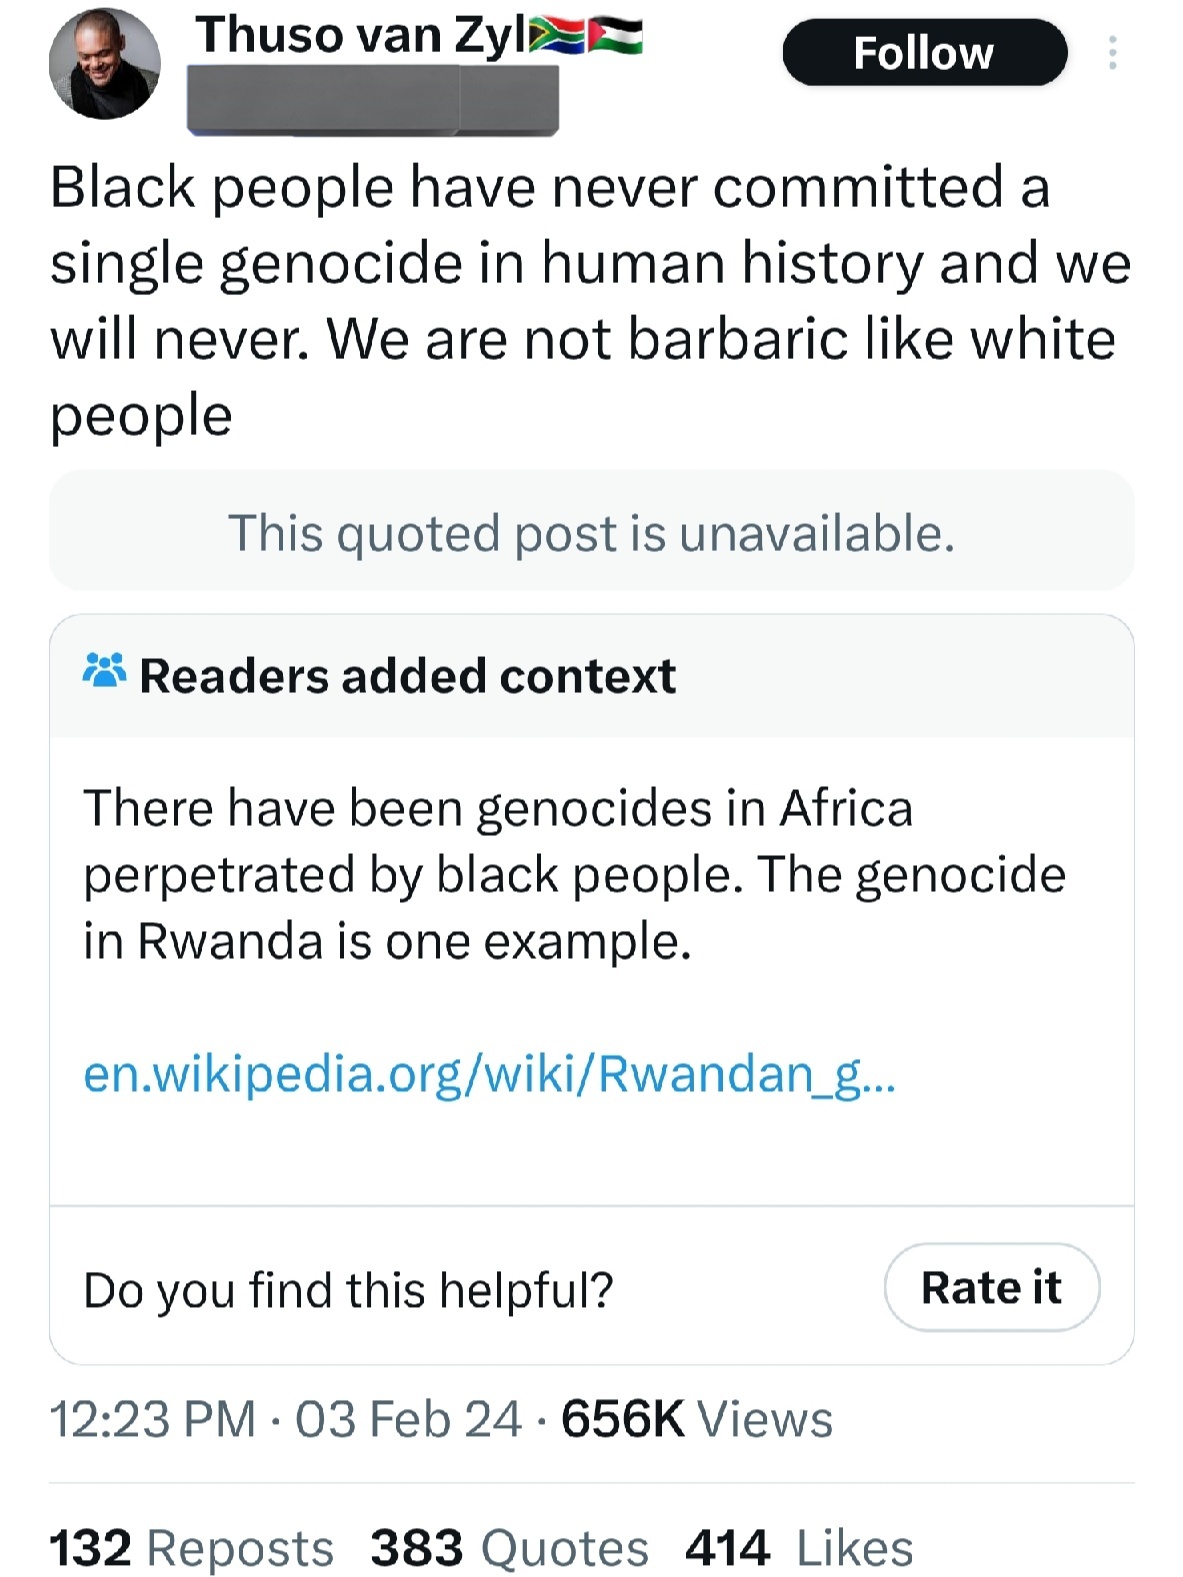 Thuso van Zyl🇿🇦🇵🇸
Follow
Black people have never committed a
single genocide in human history and we
will never. We are not barbaric like white
people
This quoted post is unavailable.
Readers added context
There have been genocides in Africa
perpetrated by black people. The genocide
in Rwanda is one example.
en.wikipedia.org/wiki/Rwandan_g...
Do you find this helpful?
Rate it
12:23 PM · 03 Feb 24 · 656K Views
132 Reposts 383 Quotes 414 Likes